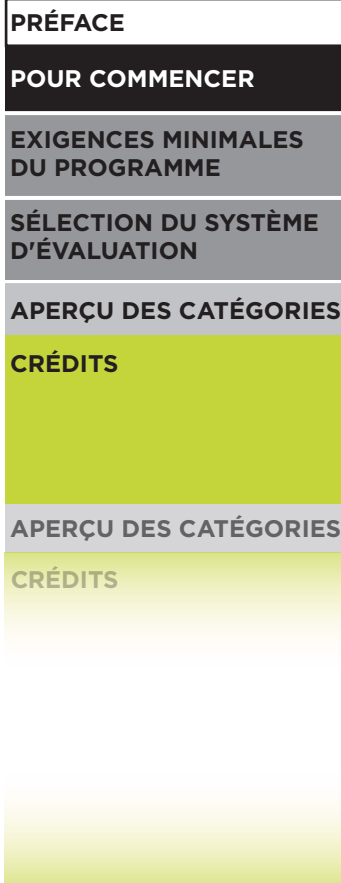 PRÉFACE
POUR COMMENCER
EXIGENCES MINIMALES
DU PROGRAMME
SÉLECTION DU SYSTÈME
D'ÉVALUATION
APERÇU DES CATÉGORIES
CRÉDITS
APERÇU DES CATÉGORIES
CRÉDITS